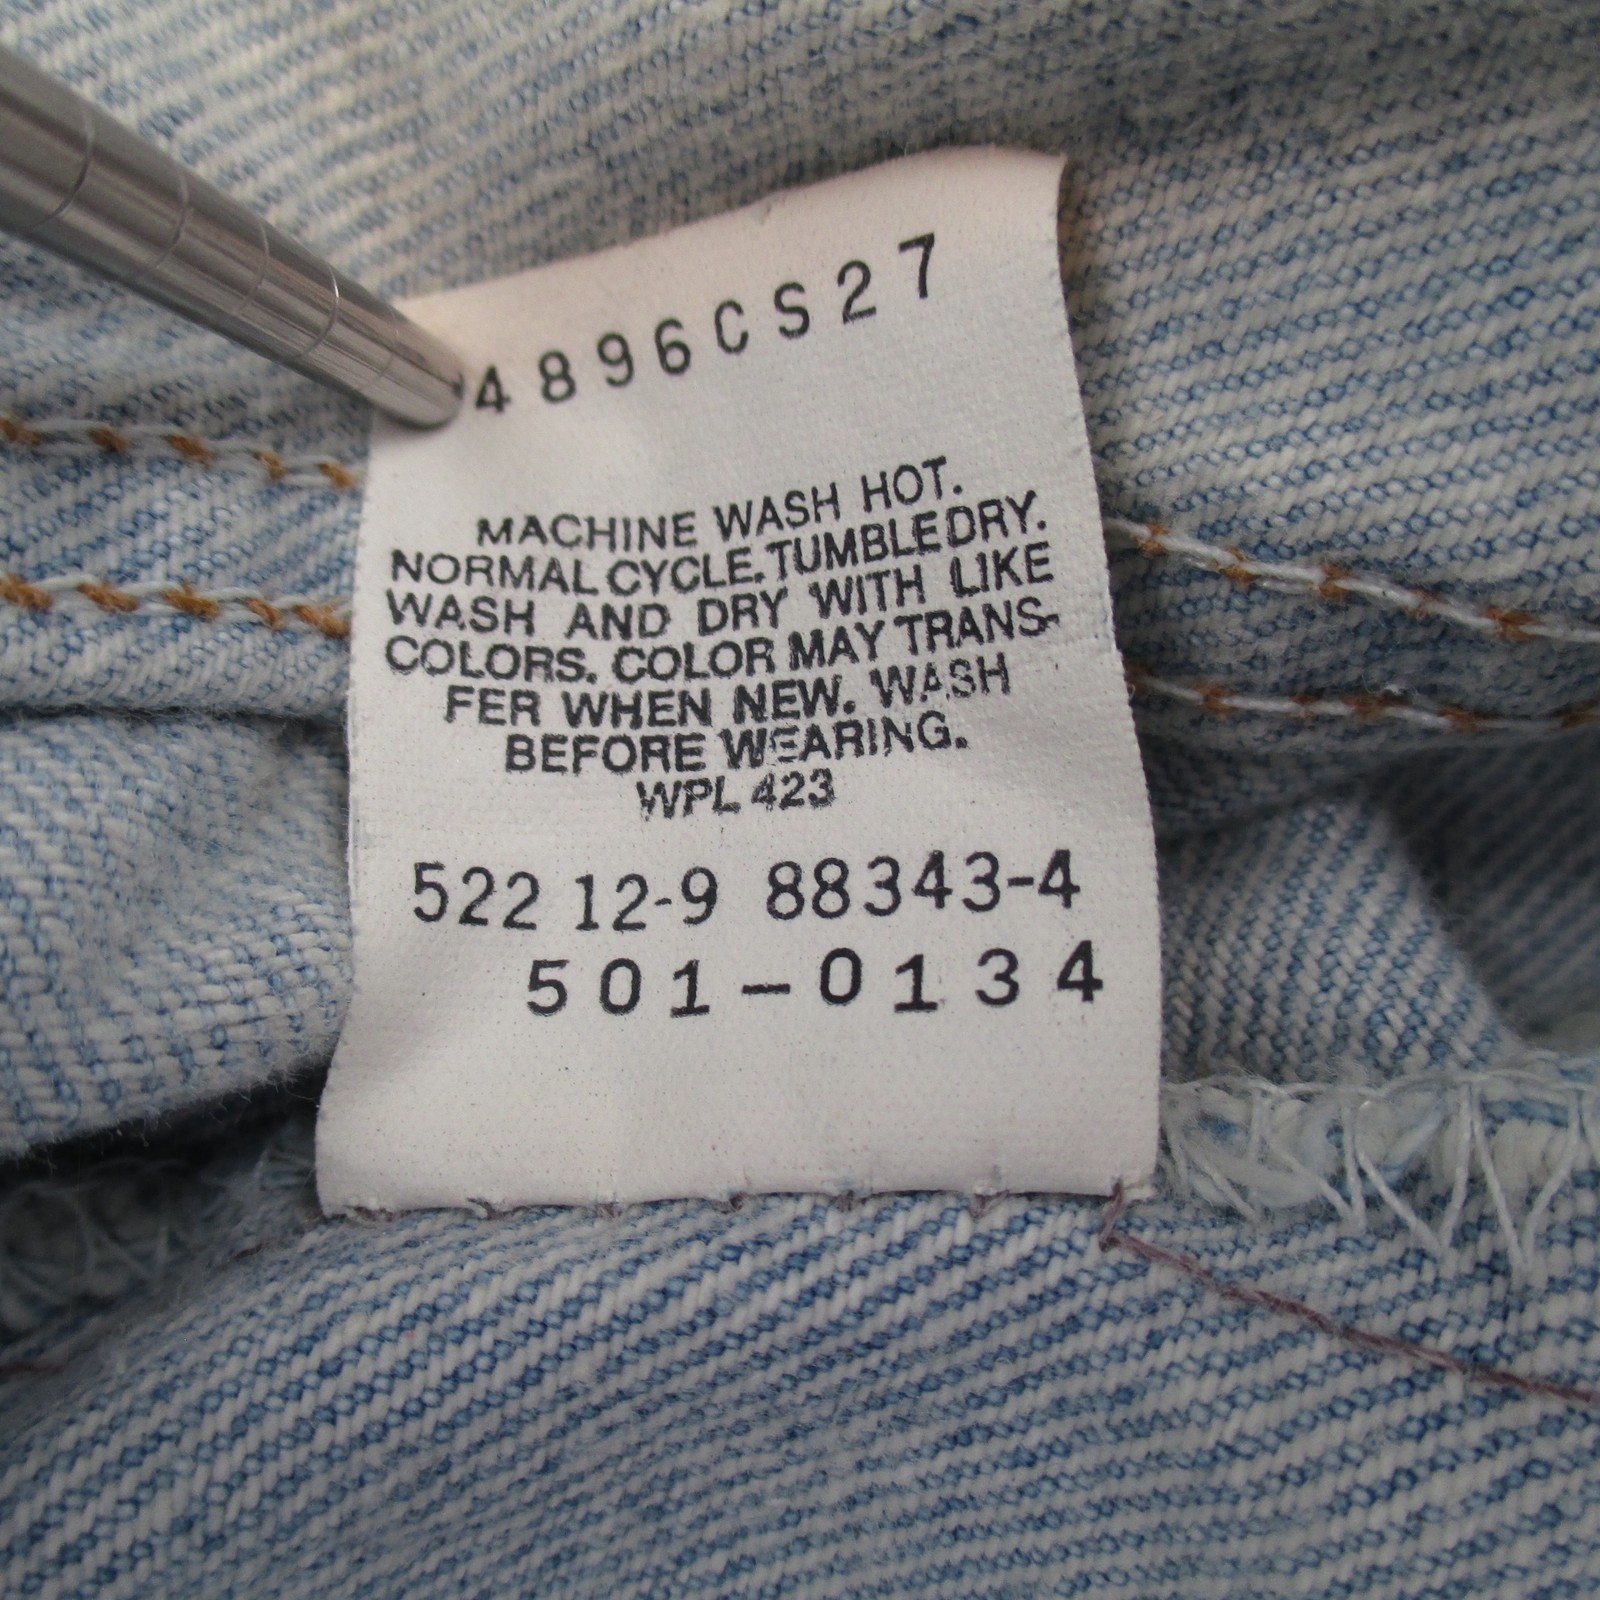 4896CS27
MACHINE WASH HOT.
NORMAL CYCLE. TUMBLE DRY.
WASH AND DRY WITH LIKE
COLORS. COLOR MAY TRANS-
FER WHEN NEW. WASH
BEFORE WEARING.
WPL 423
522 12-9 88343-4
501-0134